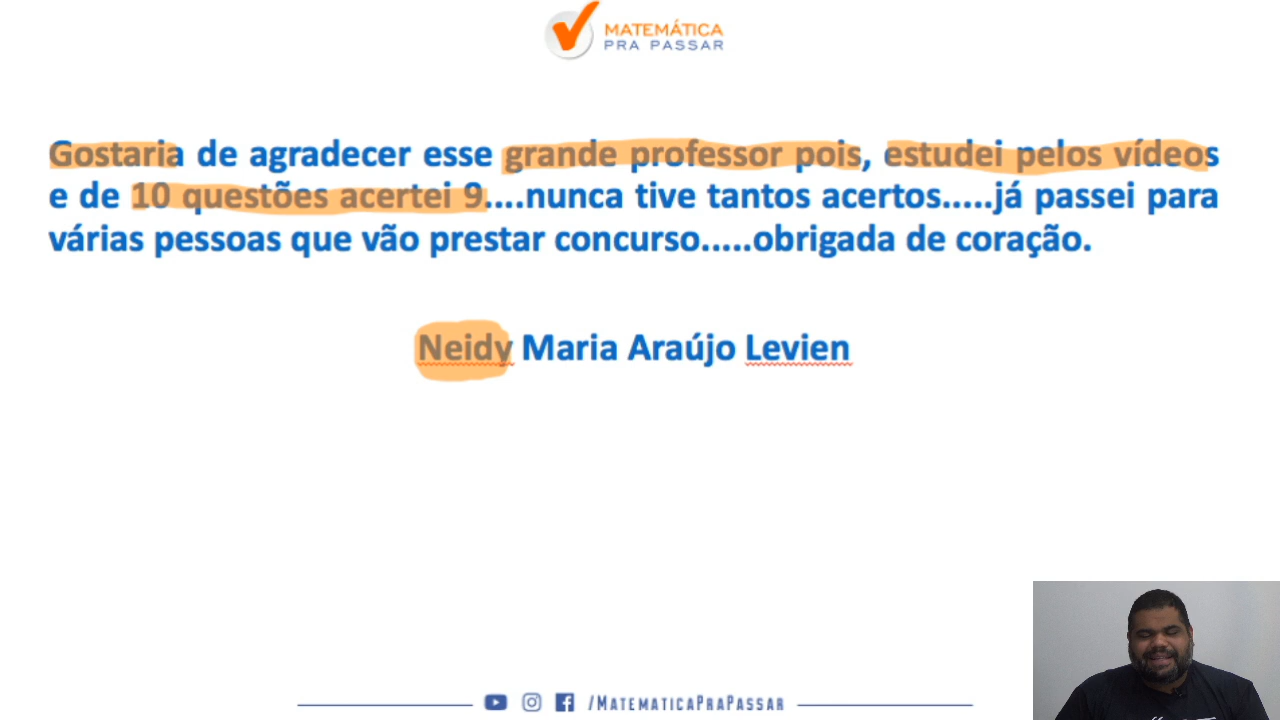 MATEMÁTICA
PRA PASSAR
Gostaria de agradecer esse grande professor pois, estudei pelos vídeos
e de 10 questões acertei 9....nunca tive tantos acertos.....já passei para
várias pessoas que vão prestar concurso.....obrigada de coração.
Neidy Maria Araújo Levien
/MATEMATICAPRAPASSAR